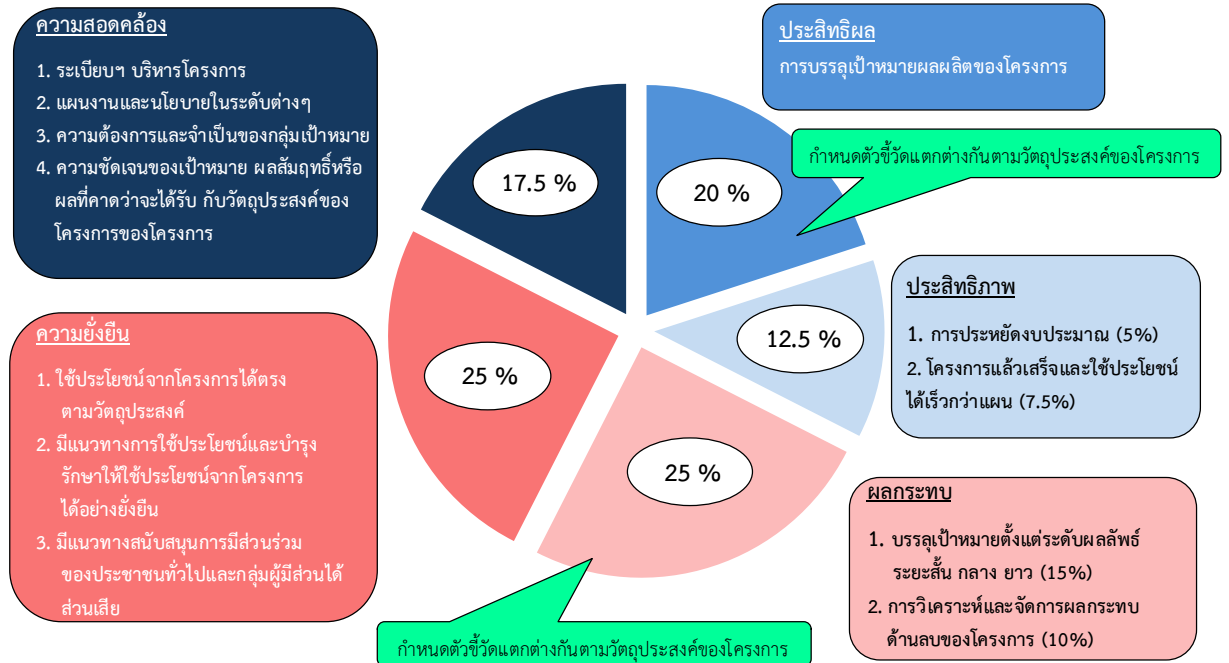 ความสอดคล้อง
1. ระเบียบฯ บริหารโครงการ
2. แผนงานและนโยบายในระดับต่างๆ
3. ความต้องการและจำเป็นของกลุ่มเป้าหมาย
4. ความชัดเจนของเป้าหมาย ผลสัมฤทธิ์หรือ
ผลที่คาดว่าจะได้รับ กับวัตถุประสงค์ของ
โครงการของโครงการ
ประสิทธิผล
การบรรลุเป้าหมายผลผลิตของโครงการ
กำหนดตัวชี้วัดแตกต่างกันตามวัตถุประสงค์ของโครงการ
17.5 %
20 %
12.5 %
25 %
25 %
ประสิทธิภาพ
1. การประหยัดงบประมาณ (5%)
2. โครงการแล้วเสร็จและใช้ประโยชน์
ได้เร็วกว่าแผน (7.5%)
ความยั่งยืน
1. ใช้ประโยชน์จากโครงการได้ตรง
ตามวัตถุประสงค์
2. มีแนวทางการใช้ประโยชน์และบำรุง
รักษาให้ใช้ประโยชน์จากโครงการ
ได้อย่างยั่งยืน
3. มีแนวทางสนับสนุนการมีส่วนร่วม
ของประชาชนทั่วไปและกลุ่มผู้มีส่วนได้
ส่วนเสีย
ผลกระทบ
1. บรรลุเป้าหมายตั้งแต่ระดับผลลัพธ์
ระยะสั้น กลาง ยาว (15%)
2. การวิเคราะห์และจัดการผลกระทบ
ด้านลบของโครงการ (10%)
กำหนดตัวชี้วัดแตกต่างกันตามวัตถุประสงค์ของโครงการ